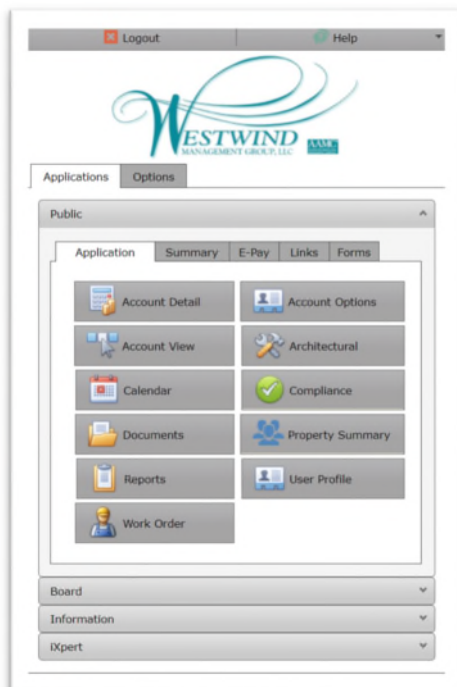 Logout Help
WESTWIND
MANAGEMENT GROUP, LLC
AAMC
Applications Options
Public
Application Summary E-Pay Links Forms
Account Detail Account Options
Account View Architectural
Calendar Compliance
Documents Property Summary
Reports User Profile
Work Order
Board
Information
iXpert